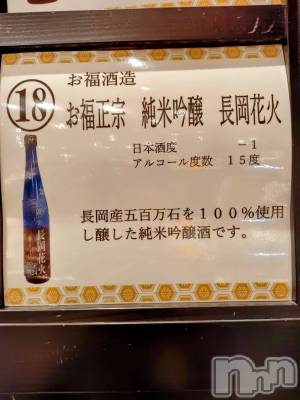 ⑱
お福酒造
お福正宗 純米吟醸 長岡花火
日本酒度 −1
アルコール度数 15度
長岡産五百万石を100%使用
し醸した純米吟醸酒です。
長岡花火